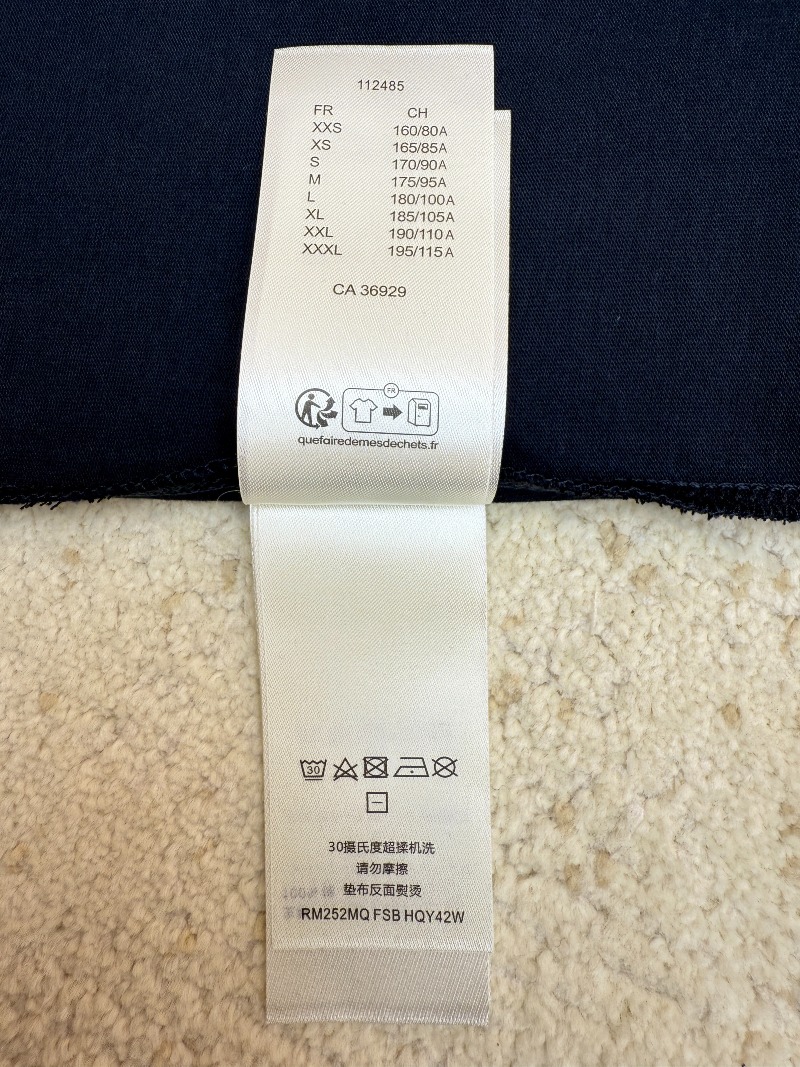 112485
FR CH
XXS 160/80A
XS 165/85A
S 170/90A
M 175/95A
L 180/100A
XL 185/105A
XXL 190/110A
XXXL 195/115A
CA 36929
FR
quefairedemesdechets.fr
30
30摄氏度超揉机洗
请勿摩擦
垫布反面熨烫
RM252MQ FSB HQY42W